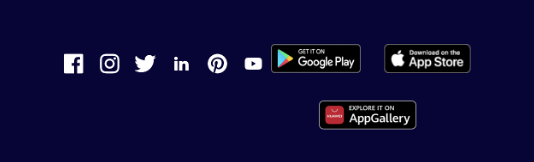 GET IT ON
Google Play
Download on the
App Store
EXPLORE IT ON
AppGallery